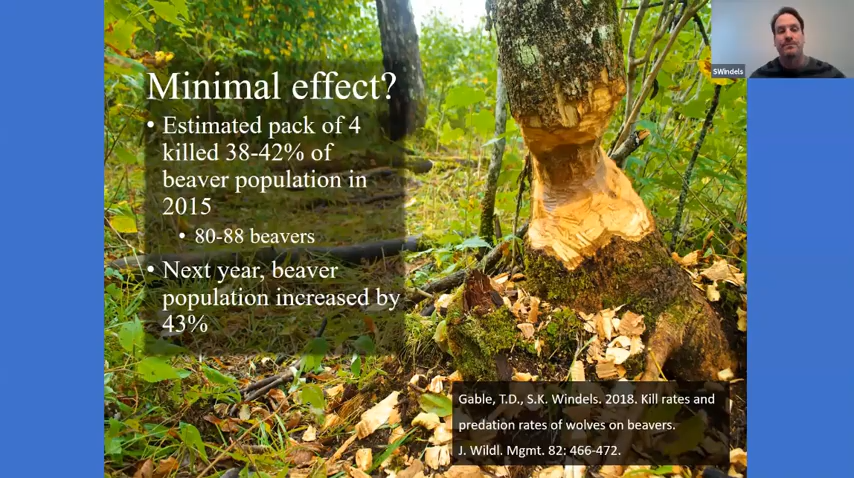 SWindels
Minimal effect?
• Estimated pack of 4
killed 38-42% of
beaver population in
2015
• 80-88 beavers
• Next year, beaver
population increased by
43%
Gable, T.D., S.K. Windels. 2018. Kill rates and
predation rates of wolves on beavers.
J. Wildl. Mgmt. 82: 466-472.